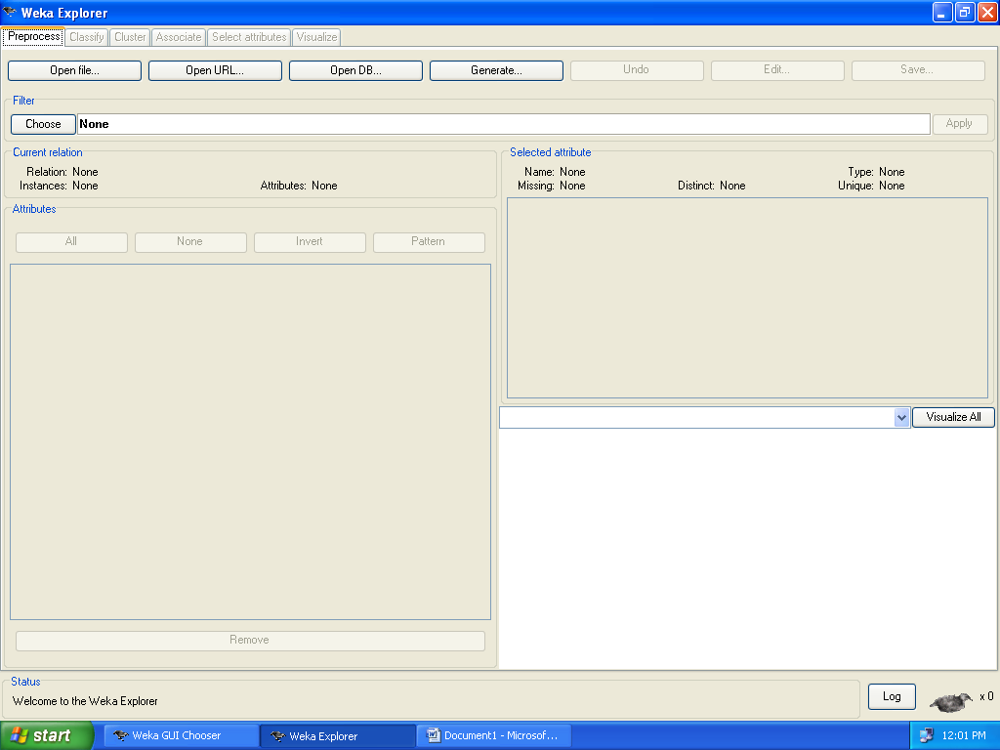 Weka Explorer
Preprocess Classify Cluster Associate Select attributes Visualize
Open file... Open URL... Open DB... Generate... Undo Edit... Save...
Filter
Choose None Apply
Current relation
Relation: None
Instances: None Attributes: None
Attributes
All None Invert Pattern
Remove
Selected attribute
Name: None Type: None
Missing: None Distinct: None Unique: None
Visualize All
Status
Welcome to the Weka Explorer
Log x 0
start Weka GUI Chooser Weka Explorer Document1 - Microsof... 12:01 PM